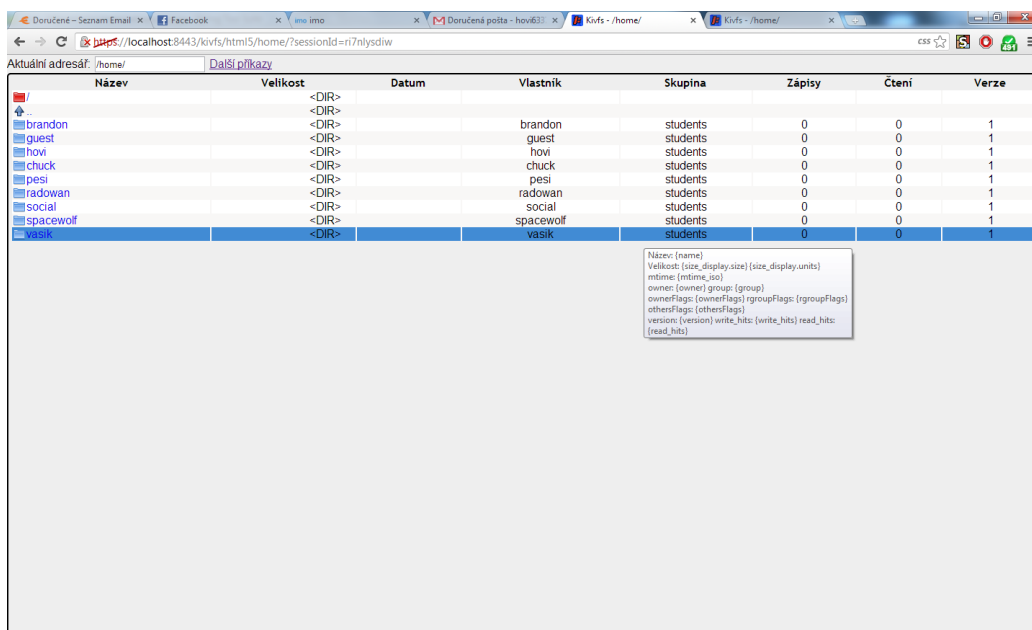 Doručené – Seznam Email Facebook imo imo Doručená pošta - hovi633 Kivfs - /home/ Kivfs - /home/
https://localhost:8443/kivfs/html5/home/?sessionId=ri7nlysdiw css
Aktuální adresář: /home/ Další příkazy
Název Velikost Datum Vlastník Skupina Zápisy Čtení Verze
/ <DIR>
.. <DIR>
brandon <DIR> brandon students 0 0 1
guest <DIR> guest students 0 0 1
hovi <DIR> hovi students 0 0 1
chuck <DIR> chuck students 0 0 1
pesi <DIR> pesi students 0 0 1
radowan <DIR> radowan students 0 0 1
social <DIR> social students 0 0 1
spacewolf <DIR> spacewolf students 0 0 1
vasik <DIR> vasik students 0 0 1
Název: {name}
Velikost: {size_display.size} {size_display.units}
mtime: {mtime_iso}
owner: {owner} group: {group}
ownerFlags: {ownerFlags} rgroupFlags: {rgroupFlags}
othersFlags: {othersFlags}
version: {version} write_hits: {write_hits} read_hits:
{read_hits}